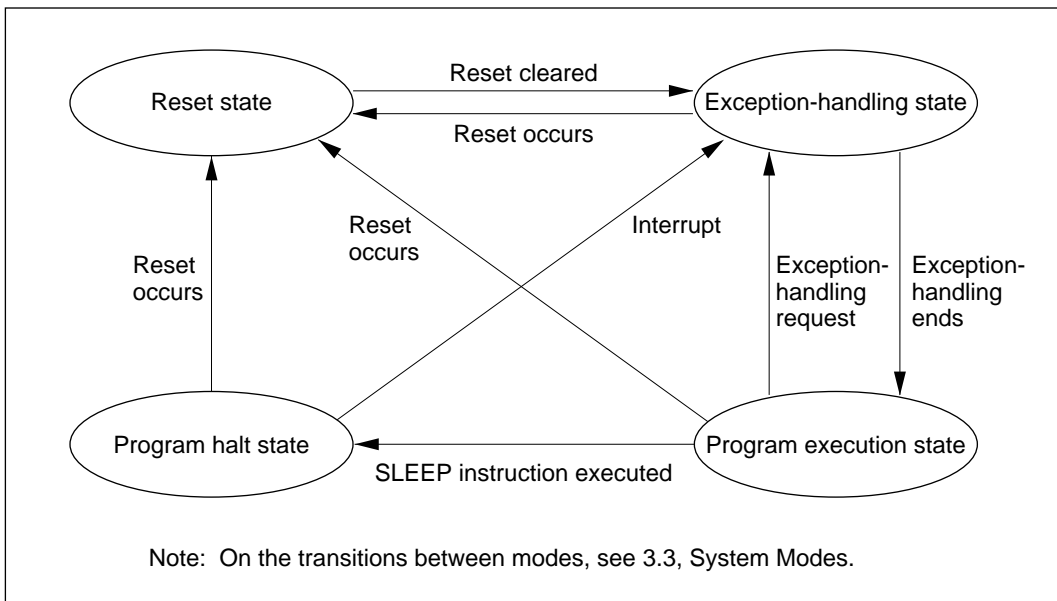 Reset cleared
Reset state
Exception-handling state
Reset occurs
Reset
occurs
Interrupt
Reset
occurs
Exception-
handling
request
Exception-
handling
ends
Program halt state
Program execution state
SLEEP instruction executed
Note: On the transitions between modes, see 3.3, System Modes.